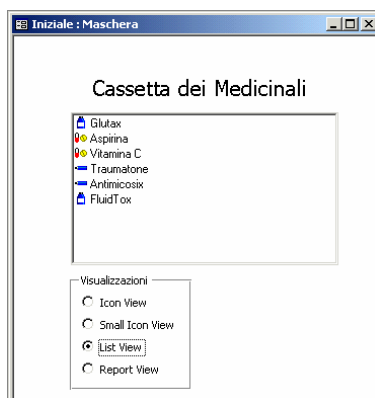 Iniziale : Maschera
Cassetta dei Medicinali
Glutax
Aspirina
Vitamina C
Traumatone
Antimicosix
FluidTox
Visualizzazioni
Icon View
Small Icon View
List View
Report View